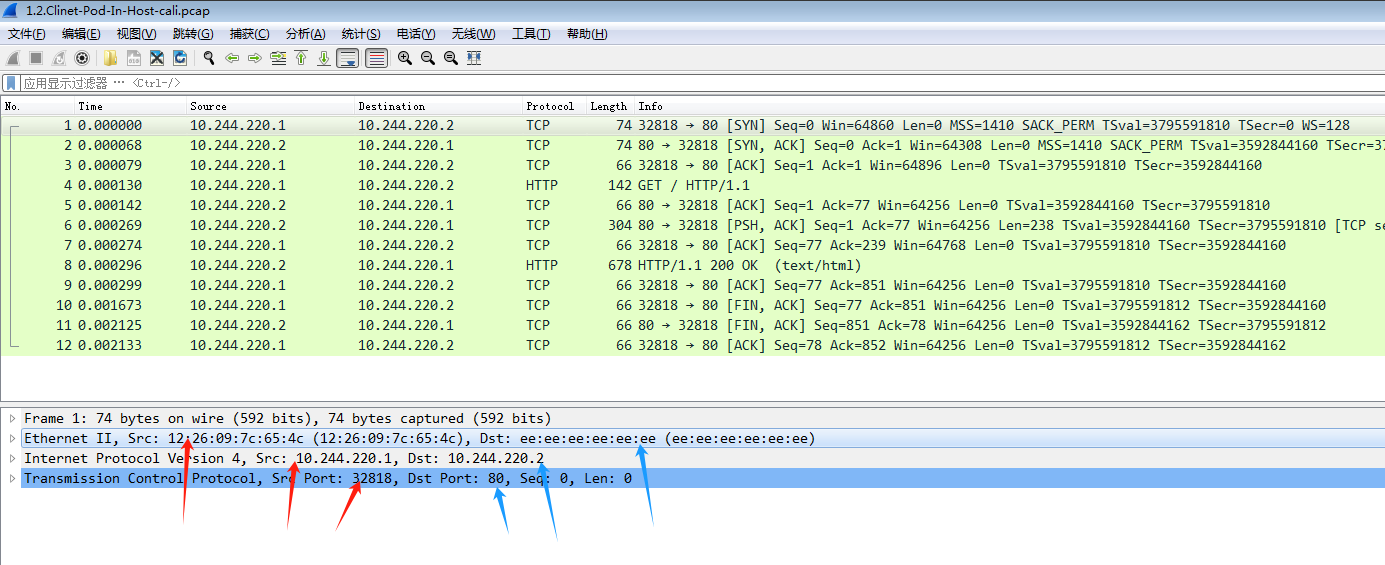 1.2.Clinet-Pod-In-Host-cali.pcap
文件(F) 编辑(E) 视图(V) 跳转(G) 捕获(C) 分析(A) 统计(S) 电话(Y) 无线(W) 工具(T) 帮助(H)
应用显示过滤器 … <Ctrl-/>
No. Time Source Destination Protocol Length Info
1 0.000000 10.244.220.1 10.244.220.2 TCP 74 32818 → 80 [SYN] Seq=0 Win=64860 Len=0 MSS=1410 SACK_PERM TSval=3795591810 TSecr=0 WS=128
2 0.000068 10.244.220.2 10.244.220.1 TCP 74 80 → 32818 [SYN, ACK] Seq=0 Ack=1 Win=64308 Len=0 MSS=1410 SACK_PERM TSval=3592844160 TSecr=37
3 0.000079 10.244.220.1 10.244.220.2 TCP 66 32818 → 80 [ACK] Seq=1 Ack=1 Win=64896 Len=0 TSval=3795591810 TSecr=3592844160
4 0.000130 10.244.220.1 10.244.220.2 HTTP 142 GET / HTTP/1.1
5 0.000142 10.244.220.2 10.244.220.1 TCP 66 80 → 32818 [ACK] Seq=1 Ack=77 Win=64256 Len=0 TSval=3592844160 TSecr=3795591810
6 0.000269 10.244.220.2 10.244.220.1 TCP 304 80 → 32818 [PSH, ACK] Seq=1 Ack=77 Win=64256 Len=238 TSval=3592844160 TSecr=3795591810 [TCP se
7 0.000274 10.244.220.1 10.244.220.2 TCP 66 32818 → 80 [ACK] Seq=77 Ack=239 Win=64768 Len=0 TSval=3795591810 TSecr=3592844160
8 0.000296 10.244.220.2 10.244.220.1 HTTP 678 HTTP/1.1 200 OK (text/html)
9 0.000299 10.244.220.1 10.244.220.2 TCP 66 32818 → 80 [ACK] Seq=77 Ack=851 Win=64256 Len=0 TSval=3795591810 TSecr=3592844160
10 0.001673 10.244.220.1 10.244.220.2 TCP 66 32818 → 80 [FIN, ACK] Seq=77 Ack=851 Win=64256 Len=0 TSval=3795591812 TSecr=3592844160
11 0.002125 10.244.220.2 10.244.220.1 TCP 66 80 → 32818 [FIN, ACK] Seq=851 Ack=78 Win=64256 Len=0 TSval=3592844162 TSecr=3795591812
12 0.002133 10.244.220.1 10.244.220.2 TCP 66 32818 → 80 [ACK] Seq=78 Ack=852 Win=64256 Len=0 TSval=3795591812 TSecr=3592844162
Frame 1: 74 bytes on wire (592 bits), 74 bytes captured (592 bits)
Ethernet II, Src: 12:26:09:7c:65:4c (12:26:09:7c:65:4c), Dst: ee:ee:ee:ee:ee:ee (ee:ee:ee:ee:ee:ee)
Internet Protocol Version 4, Src: 10.244.220.1, Dst: 10.244.220.2
Transmission Control Protocol, Src Port: 32818, Dst Port: 80, Seq: 0, Len: 0